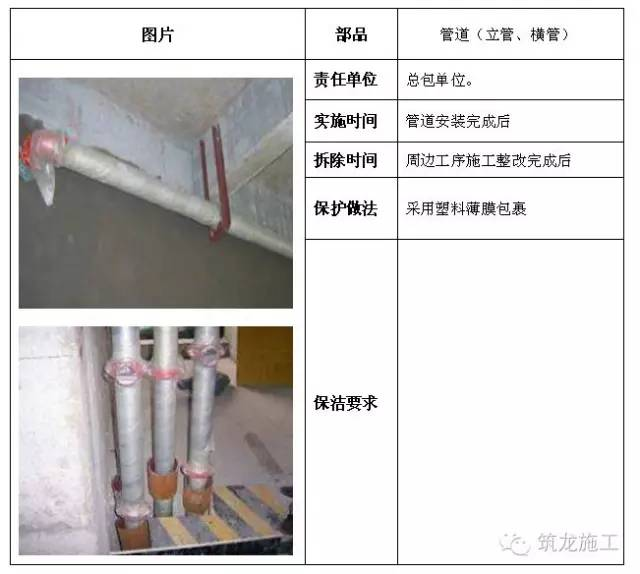 图片
部品
管道（立管、横管）
责任单位
总包单位。
实施时间
管道安装完成后
拆除时间
周边工序施工整改完成后
保护做法
采用塑料薄膜包裹
保洁要求
筑龙施工